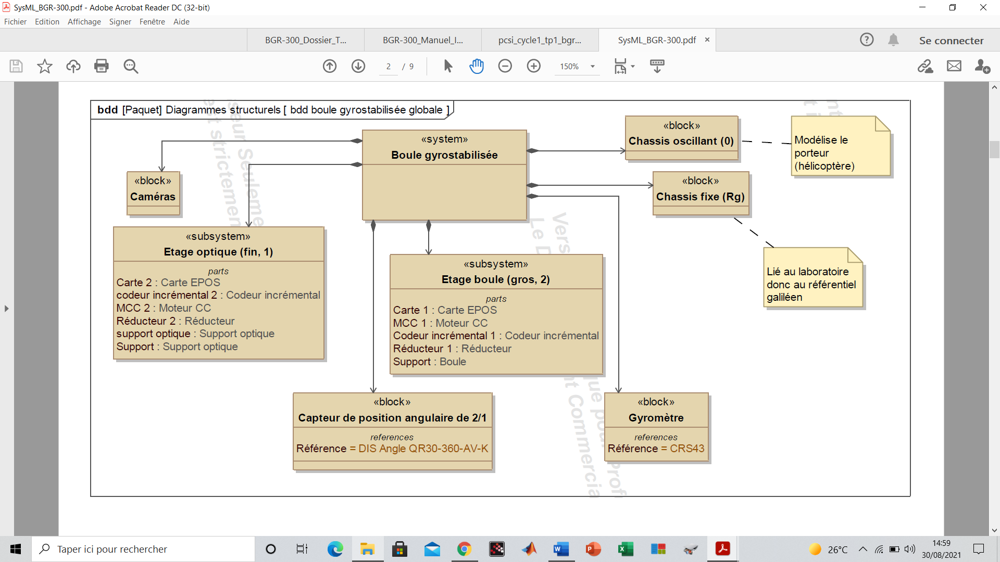 SysML_BGR-300.pdf - Adobe Acrobat Reader DC (32-bit)
Fichier Edition Affichage Signer Fenêtre Aide
BGR-300_Dossier_T...
BGR-300_Manuel_I...
pcsi_cycle1_tp1_bgr...
SysML_BGR-300.pdf
Se connecter
2 / 9
150%
bdd [Paquet] Diagrammes structurels [ bdd boule gyrostabilisée globale ]
«system»
Boule gyrostabilisée
«block»
Chassis oscillant (0)
Modélise le
porteur
(hélicoptère)
«block»
Caméras
«block»
Chassis fixe (Rg)
Lié au laboratoire
donc au référentiel
galiléen
«subsystem»
Etage optique (fin, 1)
parts
Carte 2 : Carte EPOS
codeur incrémental 2 : Codeur incrémental
MCC 2 : Moteur CC
Réducteur 2 : Réducteur
support optique : Support optique
Support : Support optique
«subsystem»
Etage boule (gros, 2)
parts
Carte 1 : Carte EPOS
MCC 1 : Moteur CC
Codeur incrémental 1 : Codeur incrémental
Réducteur 1 : Réducteur
Support : Boule
«block»
Capteur de position angulaire de 2/1
references
Référence = DIS Angle QR30-360-AV-K
«block»
Gyromètre
references
Référence = CRS43
Taper ici pour rechercher
26°C
14:59
30/08/2021